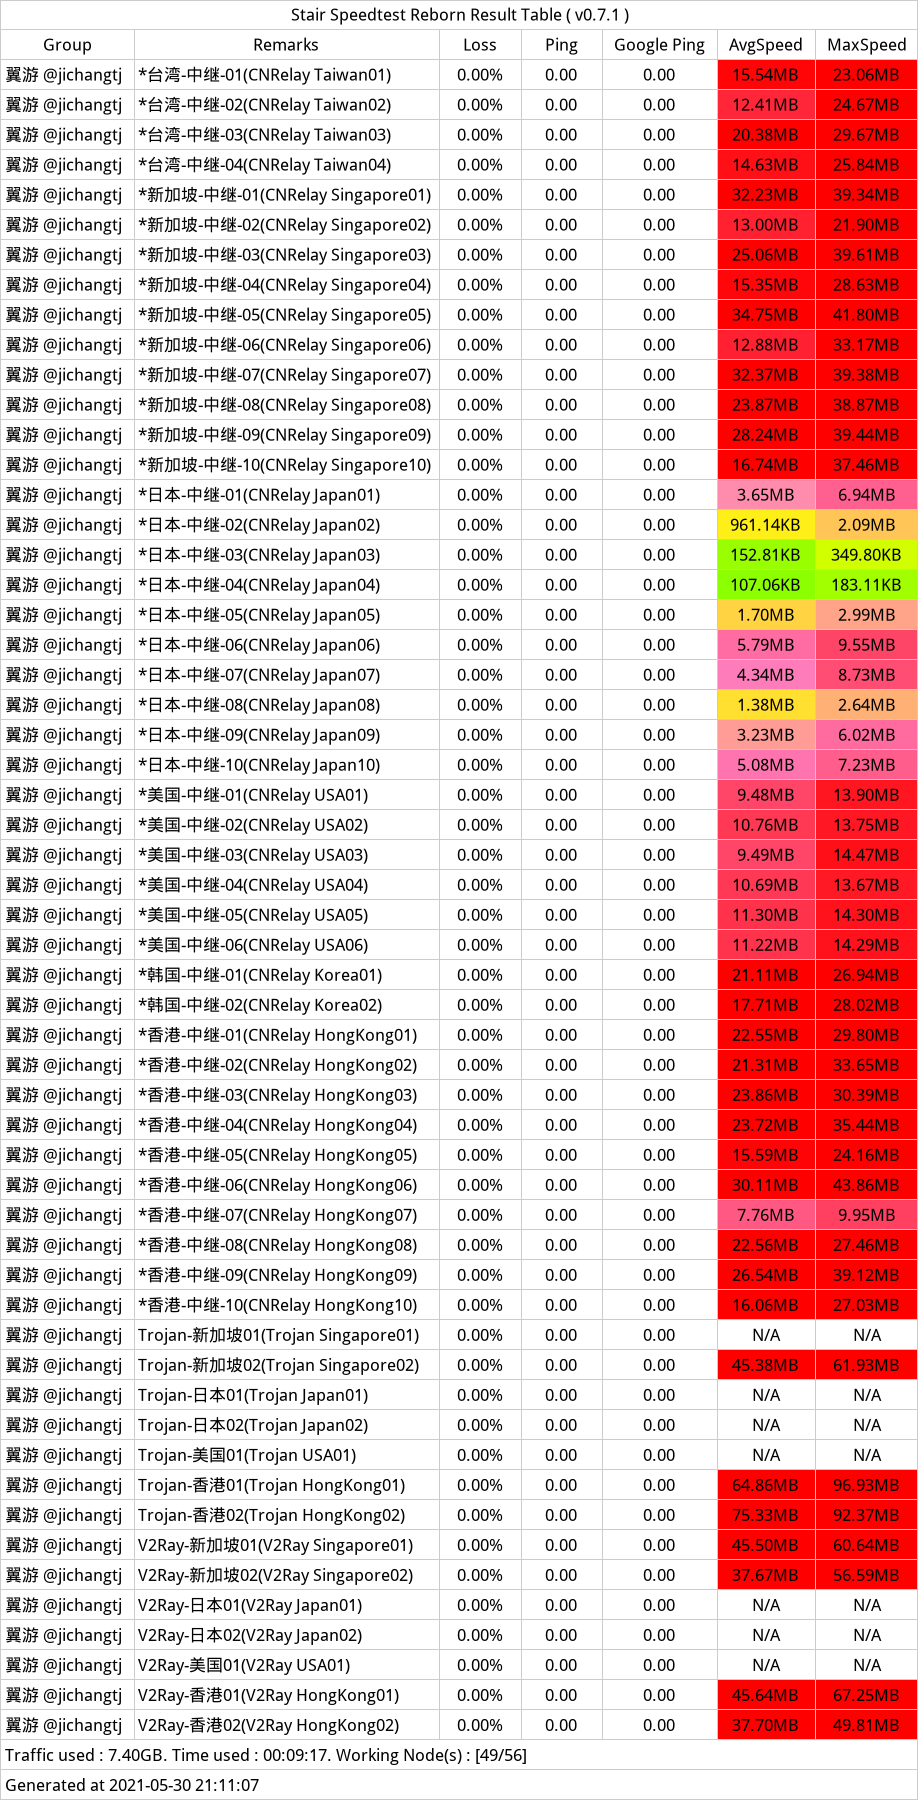 Stair Speedtest Reborn Result Table ( v0.7.1 )
Group Remarks Loss Ping Google Ping AvgSpeed MaxSpeed
翼游 @jichangtj *台湾-中继-01(CNRelay Taiwan01) 0.00% 0.00 0.00 15.54MB 23.06MB
翼游 @jichangtj *台湾-中继-02(CNRelay Taiwan02) 0.00% 0.00 0.00 12.41MB 24.67MB
翼游 @jichangtj *台湾-中继-03(CNRelay Taiwan03) 0.00% 0.00 0.00 20.38MB 29.67MB
翼游 @jichangtj *台湾-中继-04(CNRelay Taiwan04) 0.00% 0.00 0.00 14.63MB 25.84MB
翼游 @jichangtj *新加坡-中继-01(CNRelay Singapore01) 0.00% 0.00 0.00 32.23MB 39.34MB
翼游 @jichangtj *新加坡-中继-02(CNRelay Singapore02) 0.00% 0.00 0.00 13.00MB 21.90MB
翼游 @jichangtj *新加坡-中继-03(CNRelay Singapore03) 0.00% 0.00 0.00 25.06MB 39.61MB
翼游 @jichangtj *新加坡-中继-04(CNRelay Singapore04) 0.00% 0.00 0.00 15.35MB 28.63MB
翼游 @jichangtj *新加坡-中继-05(CNRelay Singapore05) 0.00% 0.00 0.00 34.75MB 41.80MB
翼游 @jichangtj *新加坡-中继-06(CNRelay Singapore06) 0.00% 0.00 0.00 12.88MB 33.17MB
翼游 @jichangtj *新加坡-中继-07(CNRelay Singapore07) 0.00% 0.00 0.00 32.37MB 39.38MB
翼游 @jichangtj *新加坡-中继-08(CNRelay Singapore08) 0.00% 0.00 0.00 23.87MB 38.87MB
翼游 @jichangtj *新加坡-中继-09(CNRelay Singapore09) 0.00% 0.00 0.00 28.24MB 39.44MB
翼游 @jichangtj *新加坡-中继-10(CNRelay Singapore10) 0.00% 0.00 0.00 16.74MB 37.46MB
翼游 @jichangtj *日本-中继-01(CNRelay Japan01) 0.00% 0.00 0.00 3.65MB 6.94MB
翼游 @jichangtj *日本-中继-02(CNRelay Japan02) 0.00% 0.00 0.00 961.14KB 2.09MB
翼游 @jichangtj *日本-中继-03(CNRelay Japan03) 0.00% 0.00 0.00 152.81KB 349.80KB
翼游 @jichangtj *日本-中继-04(CNRelay Japan04) 0.00% 0.00 0.00 107.06KB 183.11KB
翼游 @jichangtj *日本-中继-05(CNRelay Japan05) 0.00% 0.00 0.00 1.70MB 2.99MB
翼游 @jichangtj *日本-中继-06(CNRelay Japan06) 0.00% 0.00 0.00 5.79MB 9.55MB
翼游 @jichangtj *日本-中继-07(CNRelay Japan07) 0.00% 0.00 0.00 4.34MB 8.73MB
翼游 @jichangtj *日本-中继-08(CNRelay Japan08) 0.00% 0.00 0.00 1.38MB 2.64MB
翼游 @jichangtj *日本-中继-09(CNRelay Japan09) 0.00% 0.00 0.00 3.23MB 6.02MB
翼游 @jichangtj *日本-中继-10(CNRelay Japan10) 0.00% 0.00 0.00 5.08MB 7.23MB
翼游 @jichangtj *美国-中继-01(CNRelay USA01) 0.00% 0.00 0.00 9.48MB 13.90MB
翼游 @jichangtj *美国-中继-02(CNRelay USA02) 0.00% 0.00 0.00 10.76MB 13.75MB
翼游 @jichangtj *美国-中继-03(CNRelay USA03) 0.00% 0.00 0.00 9.49MB 14.47MB
翼游 @jichangtj *美国-中继-04(CNRelay USA04) 0.00% 0.00 0.00 10.69MB 13.67MB
翼游 @jichangtj *美国-中继-05(CNRelay USA05) 0.00% 0.00 0.00 11.30MB 14.30MB
翼游 @jichangtj *美国-中继-06(CNRelay USA06) 0.00% 0.00 0.00 11.22MB 14.29MB
翼游 @jichangtj *韩国-中继-01(CNRelay Korea01) 0.00% 0.00 0.00 21.11MB 26.94MB
翼游 @jichangtj *韩国-中继-02(CNRelay Korea02) 0.00% 0.00 0.00 17.71MB 28.02MB
翼游 @jichangtj *香港-中继-01(CNRelay HongKong01) 0.00% 0.00 0.00 22.55MB 29.80MB
翼游 @jichangtj *香港-中继-02(CNRelay HongKong02) 0.00% 0.00 0.00 21.31MB 33.65MB
翼游 @jichangtj *香港-中继-03(CNRelay HongKong03) 0.00% 0.00 0.00 23.86MB 30.39MB
翼游 @jichangtj *香港-中继-04(CNRelay HongKong04) 0.00% 0.00 0.00 23.72MB 35.44MB
翼游 @jichangtj *香港-中继-05(CNRelay HongKong05) 0.00% 0.00 0.00 15.59MB 24.16MB
翼游 @jichangtj *香港-中继-06(CNRelay HongKong06) 0.00% 0.00 0.00 30.11MB 43.86MB
翼游 @jichangtj *香港-中继-07(CNRelay HongKong07) 0.00% 0.00 0.00 7.76MB 9.95MB
翼游 @jichangtj *香港-中继-08(CNRelay HongKong08) 0.00% 0.00 0.00 22.56MB 27.46MB
翼游 @jichangtj *香港-中继-09(CNRelay HongKong09) 0.00% 0.00 0.00 26.54MB 39.12MB
翼游 @jichangtj *香港-中继-10(CNRelay HongKong10) 0.00% 0.00 0.00 16.06MB 27.03MB
翼游 @jichangtj Trojan-新加坡01(Trojan Singapore01) 0.00% 0.00 0.00 N/A N/A
翼游 @jichangtj Trojan-新加坡02(Trojan Singapore02) 0.00% 0.00 0.00 45.38MB 61.93MB
翼游 @jichangtj Trojan-日本01(Trojan Japan01) 0.00% 0.00 0.00 N/A N/A
翼游 @jichangtj Trojan-日本02(Trojan Japan02) 0.00% 0.00 0.00 N/A N/A
翼游 @jichangtj Trojan-美国01(Trojan USA01) 0.00% 0.00 0.00 N/A N/A
翼游 @jichangtj Trojan-香港01(Trojan HongKong01) 0.00% 0.00 0.00 64.86MB 96.93MB
翼游 @jichangtj Trojan-香港02(Trojan HongKong02) 0.00% 0.00 0.00 75.33MB 92.37MB
翼游 @jichangtj V2Ray-新加坡01(V2Ray Singapore01) 0.00% 0.00 0.00 45.50MB 60.64MB
翼游 @jichangtj V2Ray-新加坡02(V2Ray Singapore02) 0.00% 0.00 0.00 37.67MB 56.59MB
翼游 @jichangtj V2Ray-日本01(V2Ray Japan01) 0.00% 0.00 0.00 N/A N/A
翼游 @jichangtj V2Ray-日本02(V2Ray Japan02) 0.00% 0.00 0.00 N/A N/A
翼游 @jichangtj V2Ray-美国01(V2Ray USA01) 0.00% 0.00 0.00 N/A N/A
翼游 @jichangtj V2Ray-香港01(V2Ray HongKong01) 0.00% 0.00 0.00 45.64MB 67.25MB
翼游 @jichangtj V2Ray-香港02(V2Ray HongKong02) 0.00% 0.00 0.00 37.70MB 49.81MB
Traffic used : 7.40GB. Time used : 00:09:17. Working Node(s) : [49/56]
Generated at 2021-05-30 21:11:07